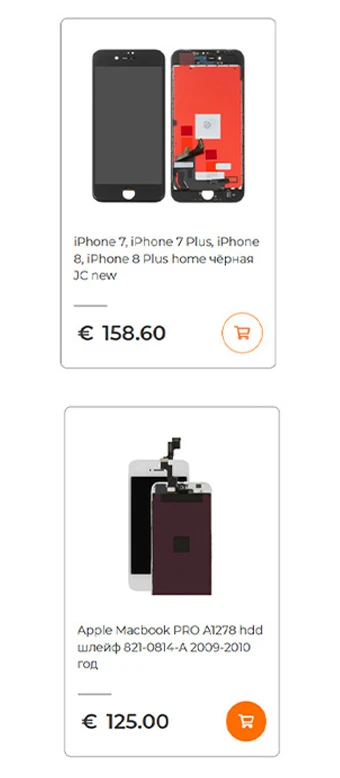 iPhone 7, iPhone 7 Plus, iPhone
8, iPhone 8 Plus home чёрная
JC new
€ 158.60
Apple Macbook PRO A1278 hdd
шлейф 821-0814-A 2009-2010
год
€ 125.00